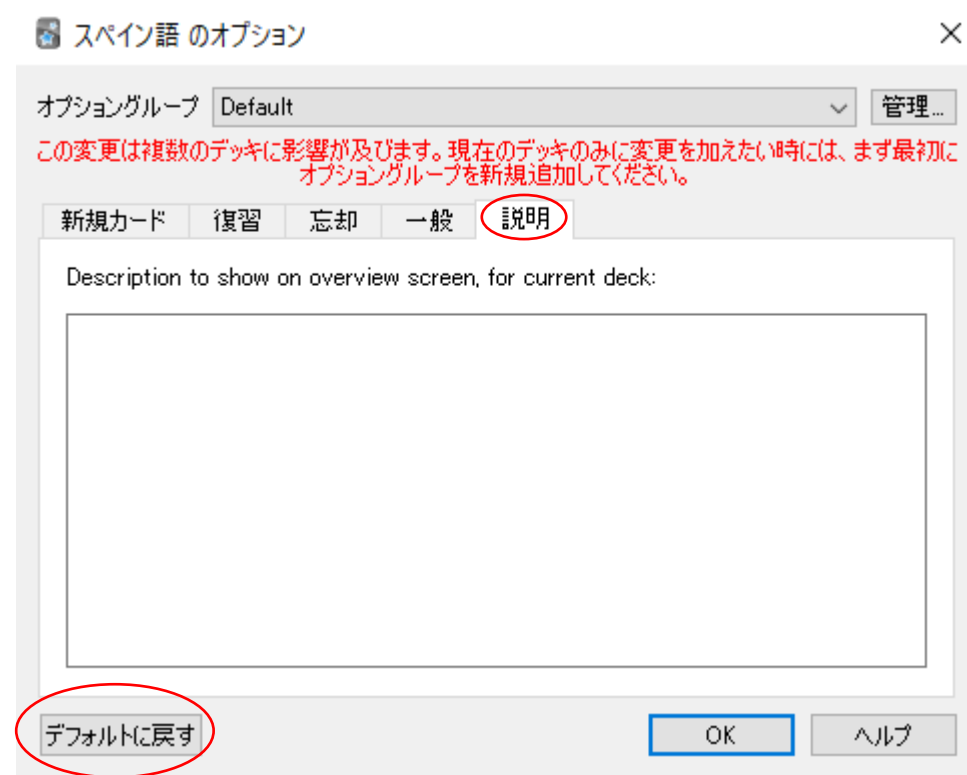 スペイン語 のオプション
オプショングループ Default 管理...
この変更は複数のデッキに影響が及びます。現在のデッキのみに変更を加えたい時には、まず最初に
オプショングループを新規追加してください。
新規カード 復習 忘却 一般 説明
Description to show on overview screen, for current deck:
デフォルトに戻す OK ヘルプ